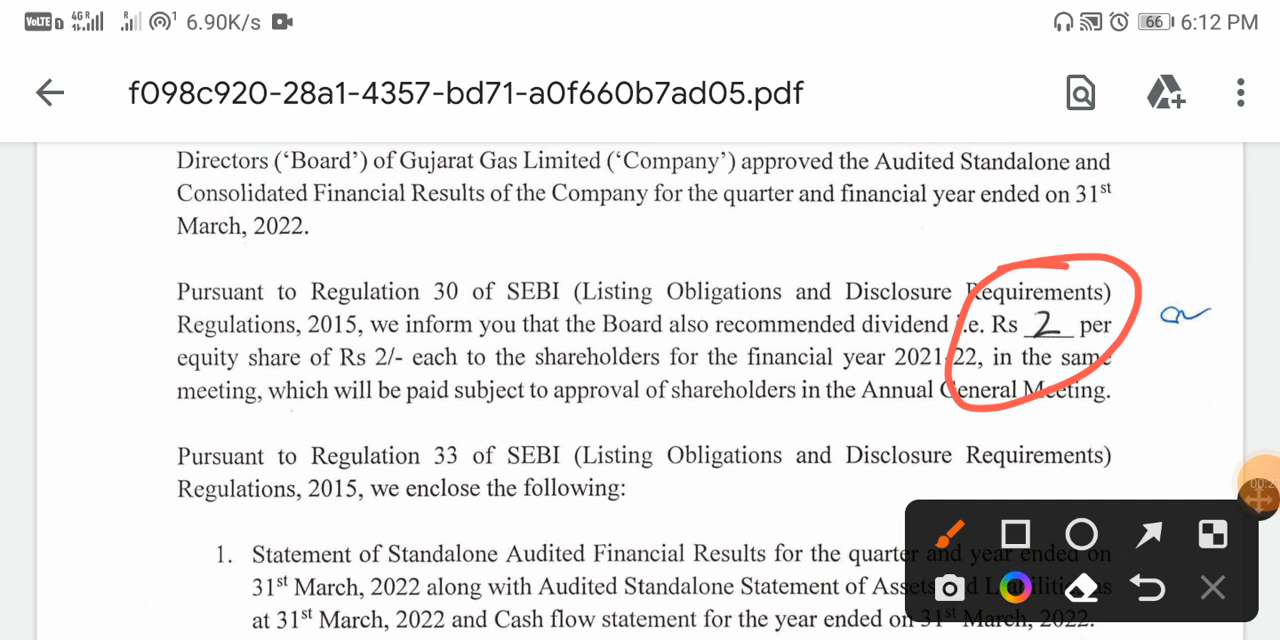 VoLTE 1 4G R R 1 6.90K/s 66 6:12 PM
f098c920-28a1-4357-bd71-a0f660b7ad05.pdf
Directors (‘Board’) of Gujarat Gas Limited (‘Company’) approved the Audited Standalone and
Consolidated Financial Results of the Company for the quarter and financial year ended on 31st
March, 2022.
Pursuant to Regulation 30 of SEBI (Listing Obligations and Disclosure Requirements)
Regulations, 2015, we inform you that the Board also recommended dividend i.e. Rs 2 per
equity share of Rs 2/- each to the shareholders for the financial year 2021-22, in the same
meeting, which will be paid subject to approval of shareholders in the Annual General Meeting.
Pursuant to Regulation 33 of SEBI (Listing Obligations and Disclosure Requirements)
Regulations, 2015, we enclose the following:
1. Statement of Standalone Audited Financial Results for the quarter and year ended on
31st March, 2022 along with Audited Standalone Statement of Assets and Liabilities as
at 31st March, 2022 and Cash flow statement for the year ended on 31st March, 2022.